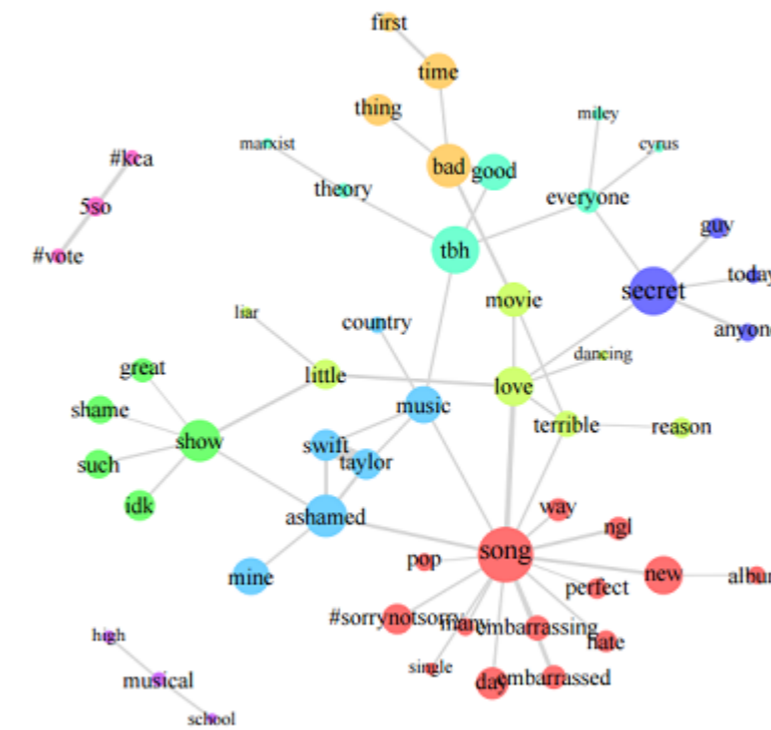 first
time
thing
miley
#kca
marxist
cyrus
bad
good
theory
everyone
5so
guy
#vote
tbh
today
secret
movie
liar
country
anyon
dancing
great
little
love
shame
music
terrible
reason
show
swift
such
taylor
idk
way
ashamed
ngl
song
pop
new
album
mine
perfect
#sorrynotsorry
many
embarrassing
high
hate
single
musical
day
embarrassed
school